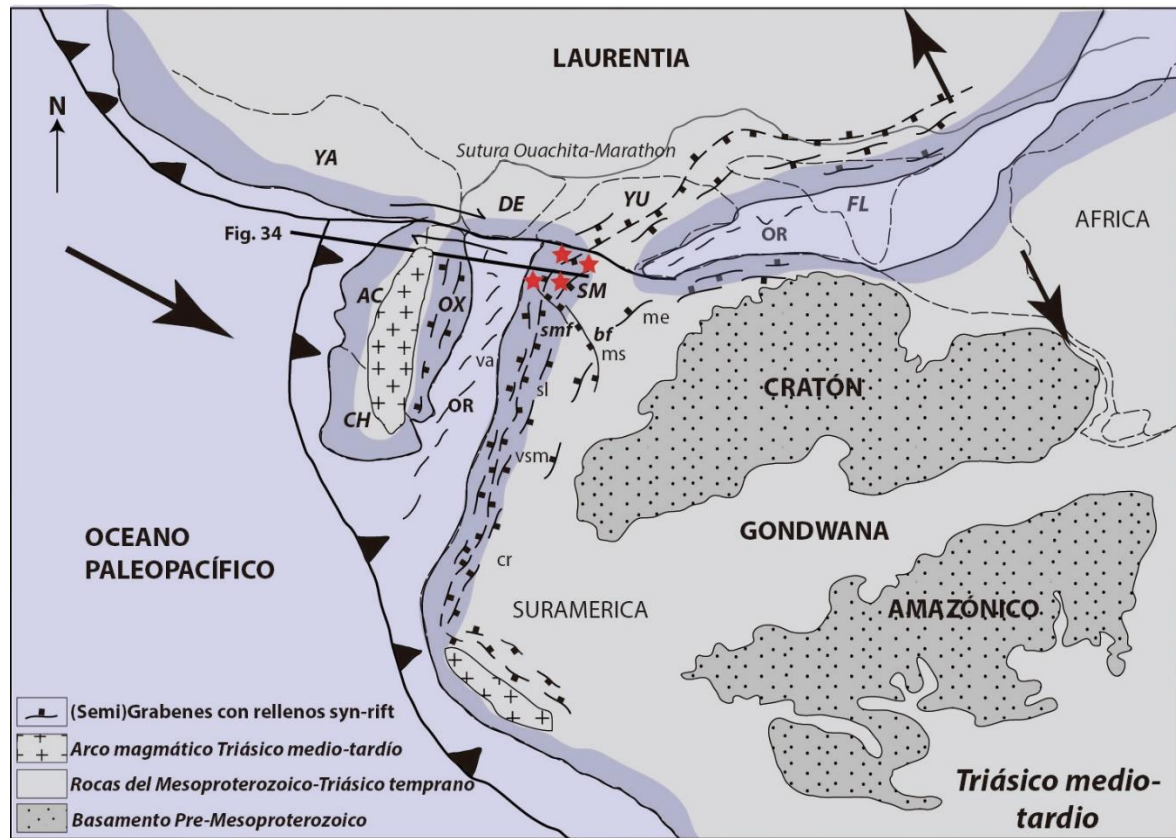 LAURENTIA
N
YA
Sutura Ouachita-Marathon
DE
YU
FL
AFRICA
OR
Fig. 34
AC
OX
SM
me
smf
bf
ms
va
sl
OR
CH
CRATÓN
vsm
GONDWANA
OCEANO
PALEOPACÍFICO
cr
SURAMERICA
AMAZÓNICO
(Semi)Grabenes con rellenos syn-rift
Arco magmático Triásico medio-tardío
Rocas del Mesoproterozoico-Triásico temprano
Basamento Pre-Mesoproterozoico
Triásico medio-
tardio